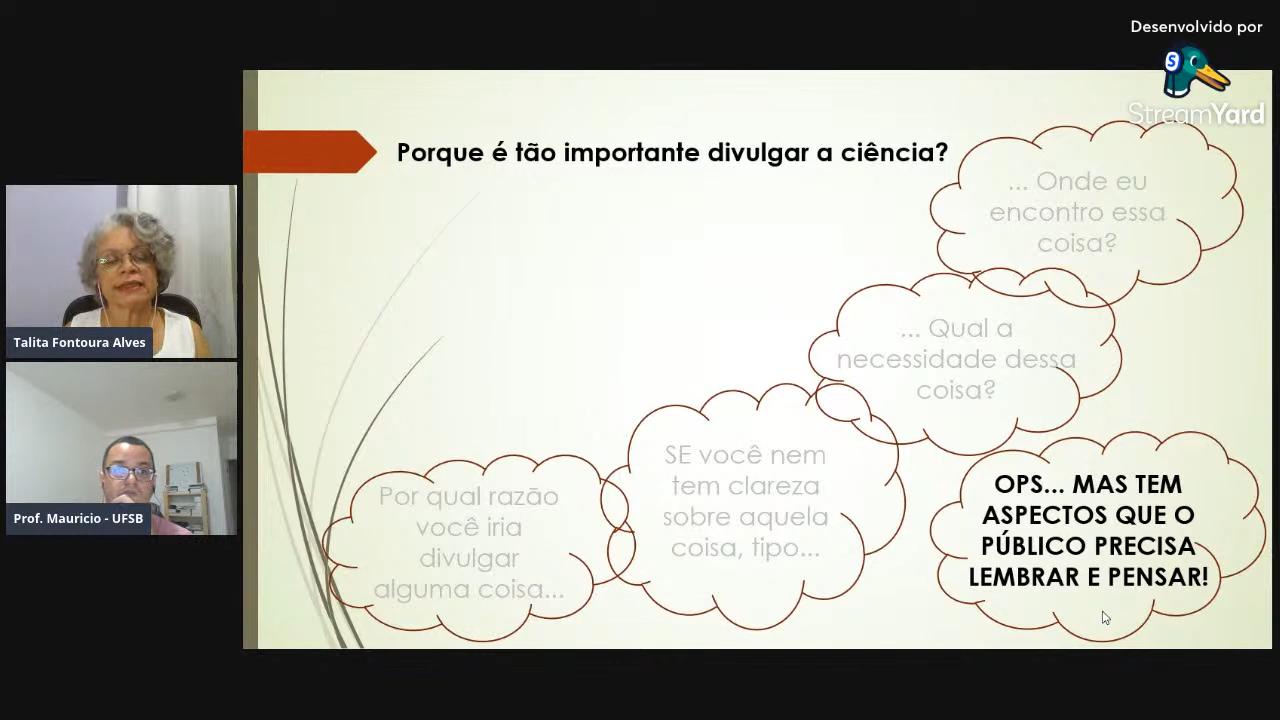 Desenvolvido por
StreamYard
Porque é tão importante divulgar a ciência?
... Onde eu
encontro essa
coisa?
... Qual a
necessidade dessa
coisa?
SE você nem
tem clareza
sobre aquela
coisa, tipo...
Por qual razão
você iria
divulgar
alguma coisa...
OPS... MAS TEM
ASPECTOS QUE O
PÚBLICO PRECISA
LEMBRAR E PENSAR!
Talita Fontoura Alves
Prof. Mauricio - UFSB